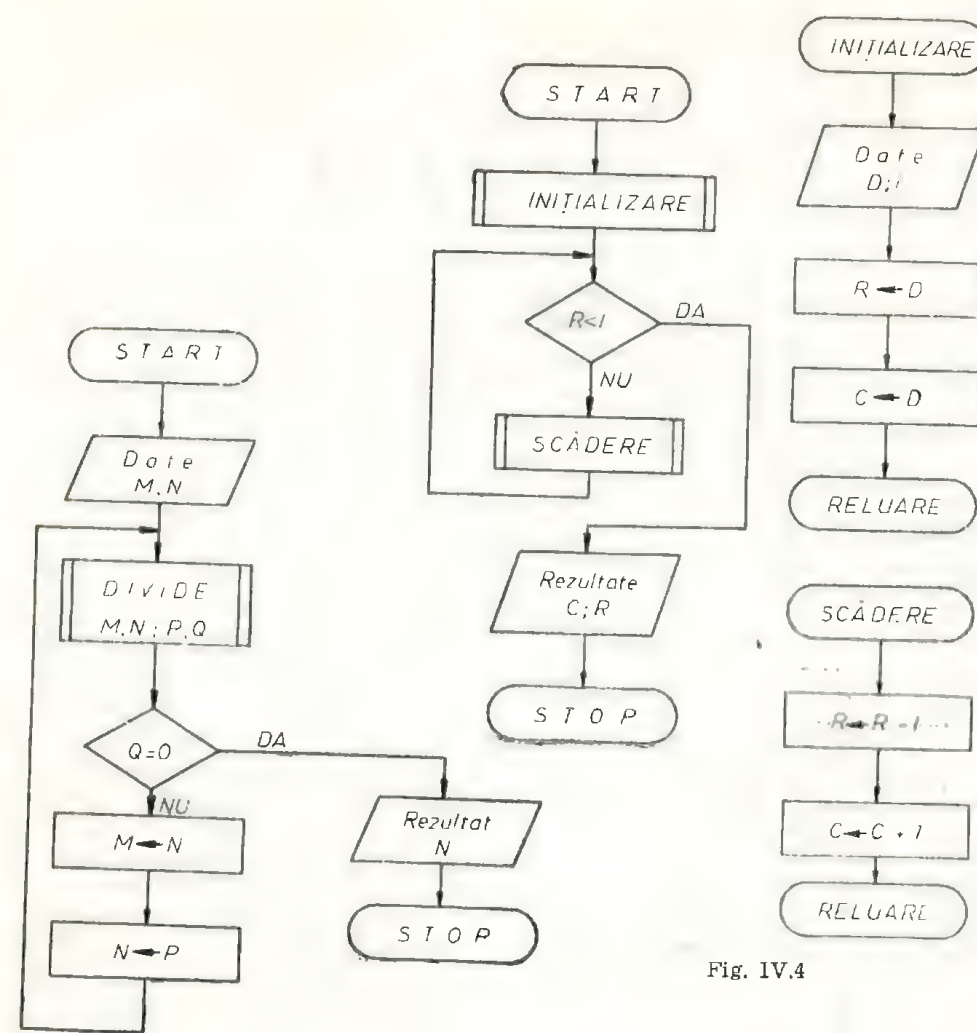 START
Date
M,N
DIVIDE
M,N; P,Q
Q=0
DA
NU
M←N
N←P
Rezultat
N
STOP
START
INIȚIALIZARE
R<I
DA
NU
SCĂDERE
Rezultate
C; R
STOP
INIȚIALIZARE
Date
D; I
R←D
C←D
RELUARE
SCĂDERE
R←R-I
C←C+1
RELUARE
Fig. IV.4